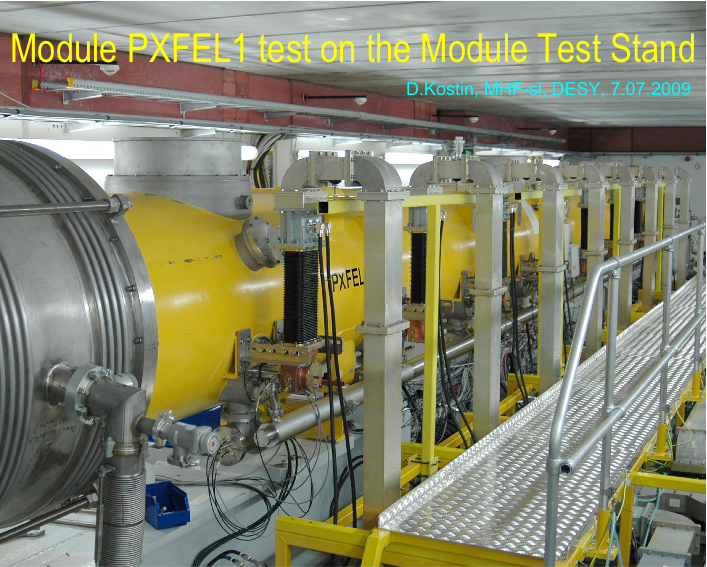 Module PXFEL1 test on the Module Test Stand
D.Kostin, MHF-sl, DESY, 7.07.2009
PXFEL